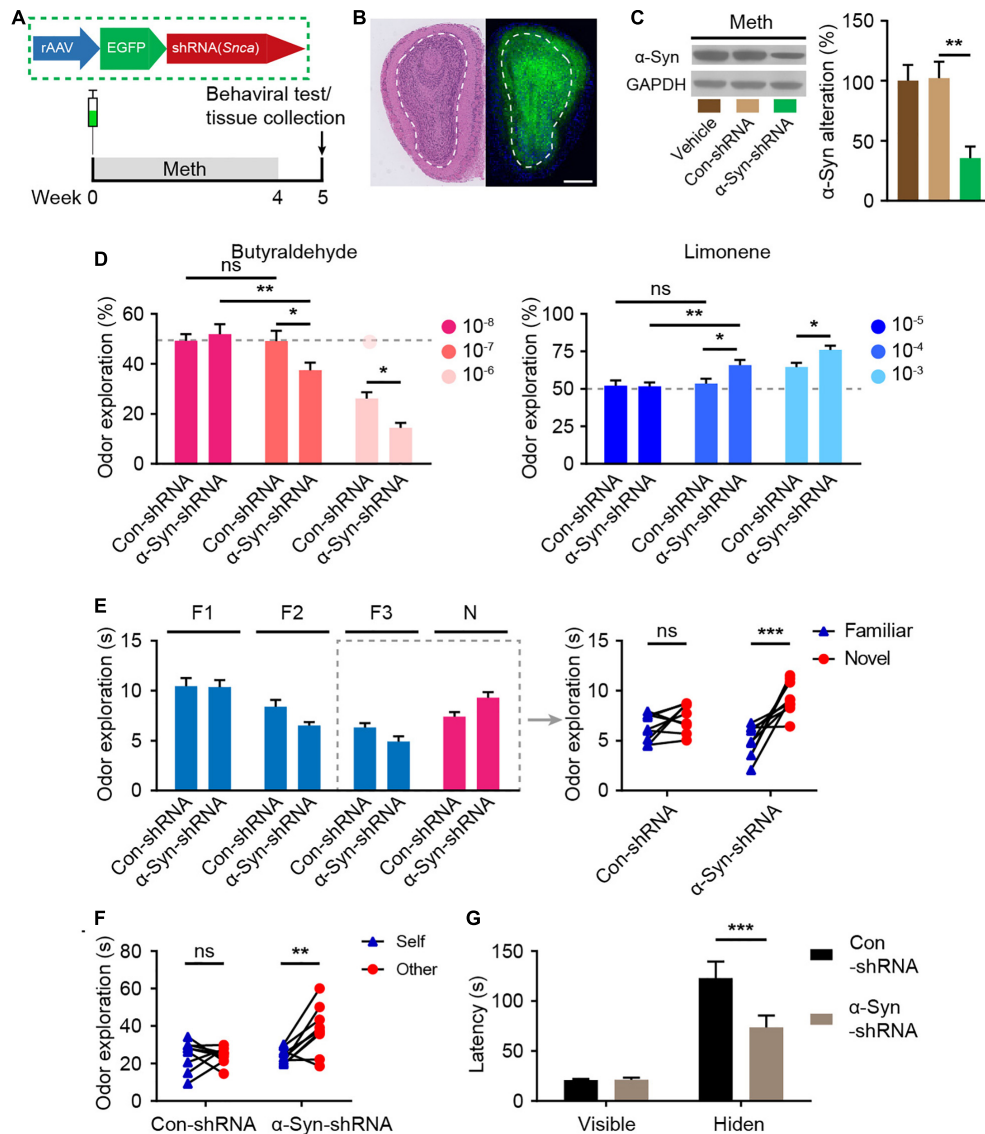 A
rAAV
EGFP
shRNA(Snca)
Behaviral test/
tissue collection
Meth
Week 0
4
5
B
C
Meth
α-Syn
GAPDH
Vehicle
Con-shRNA
α-Syn-shRNA
α-Syn alteration (%)
150
100
50
0
**
D
Butyraldehyde
Odor exploration (%)
60
40
20
0
ns
**
*
*
10⁻⁸
10⁻⁷
10⁻⁶
Con-shRNA
α-Syn-shRNA
Con-shRNA
α-Syn-shRNA
Con-shRNA
α-Syn-shRNA
Limonene
Odor exploration (%)
100
75
50
25
0
ns
**
*
*
10⁻⁵
10⁻⁴
10⁻³
Con-shRNA
α-Syn-shRNA
Con-shRNA
α-Syn-shRNA
Con-shRNA
α-Syn-shRNA
E
F1
F2
F3
N
Odor exploration (s)
15
10
5
0
Con-shRNA
α-Syn-shRNA
Con-shRNA
α-Syn-shRNA
Con-shRNA
α-Syn-shRNA
Con-shRNA
α-Syn-shRNA
Odor exploration (s)
15
10
5
0
ns
***
Familiar
Novel
Con-shRNA
α-Syn-shRNA
F
Odor exploration (s)
80
60
40
20
0
ns
**
Self
Other
Con-shRNA
α-Syn-shRNA
G
Latency (s)
150
100
50
0
***
Con
-shRNA
α-Syn
-shRNA
Visible
Hiden